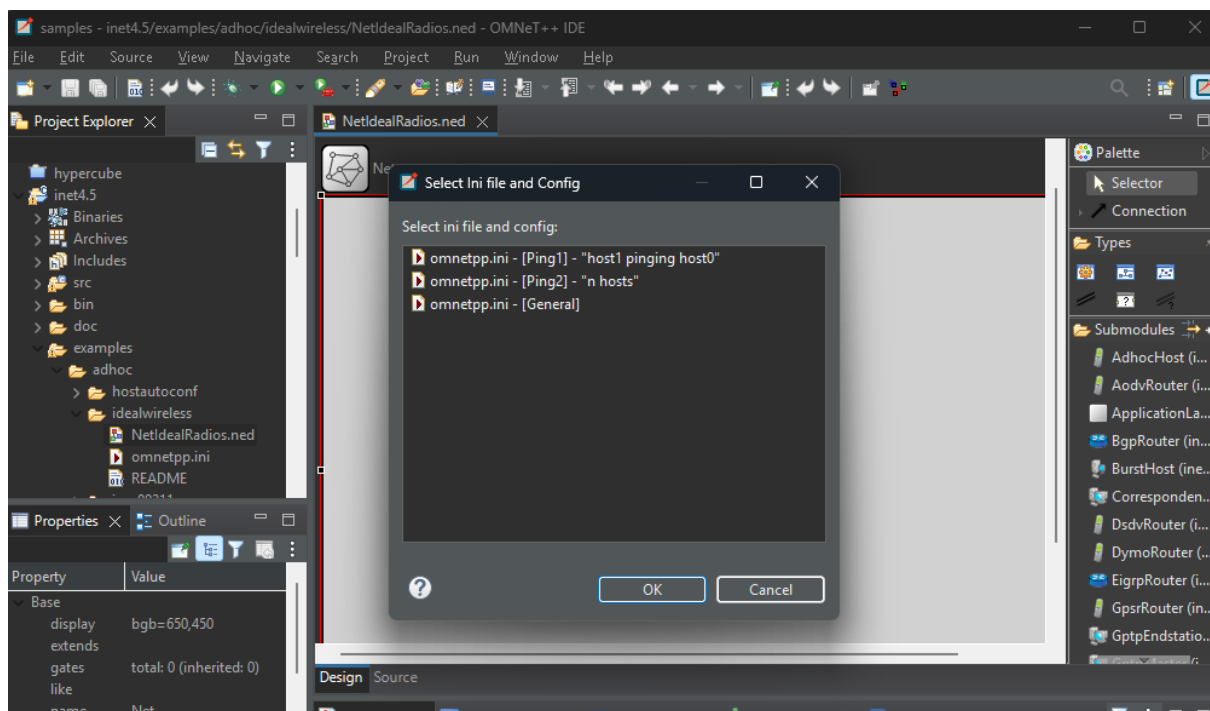 samples - inet4.5/examples/adhoc/idealwireless/NetIdealRadios.ned - OMNeT++ IDE
File Edit Source View Navigate Search Project Run Window Help
Project Explorer
hypercube
inet4.5
Binaries
Archives
Includes
src
bin
doc
examples
adhoc
hostautoconf
idealwireless
NetIdealRadios.ned
omnetpp.ini
README
Properties Outline
Property Value
Base
display bgb=650,450
extends
gates total: 0 (inherited: 0)
like
name Net
NetIdealRadios.ned
Select Ini file and Config
Select ini file and config:
omnetpp.ini - [Ping1] - "host1 pinging host0"
omnetpp.ini - [Ping2] - "n hosts"
omnetpp.ini - [General]
OK Cancel
Design Source
Palette
Selector
Connection
Types
Submodules
AdhocHost (i...
AodvRouter (i...
ApplicationLa...
BgpRouter (in...
BurstHost (ine...
Corresponden...
DsdvRouter (i...
DymoRouter (...
EigrpRouter (i...
GpsrRouter (in...
GptpEndstatio...